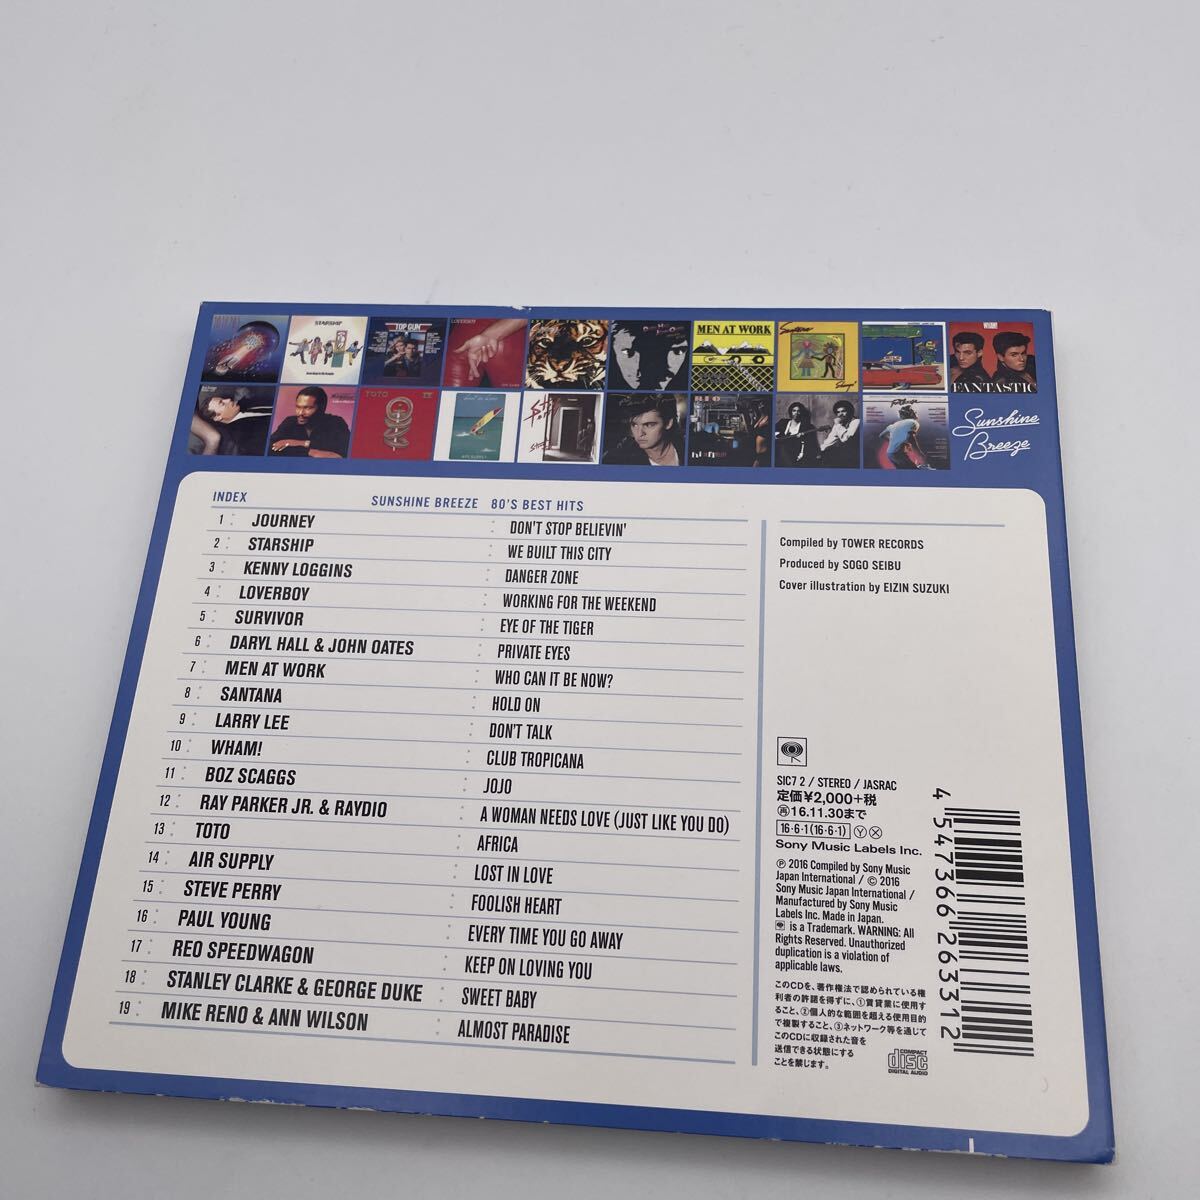 STARSHIP
TOP GUN
LOVERBOY
MEN AT WORK
Santana
WHAM!
FANTASTIC
TOTO IV
AIR SUPPLY
Footloose
Sunshine
Breeze
INDEX SUNSHINE BREEZE 80'S BEST HITS
1 : JOURNEY : DON'T STOP BELIEVIN'
2 : STARSHIP : WE BUILT THIS CITY
3 : KENNY LOGGINS : DANGER ZONE
4 : LOVERBOY : WORKING FOR THE WEEKEND
5 : SURVIVOR : EYE OF THE TIGER
6 : DARYL HALL & JOHN OATES : PRIVATE EYES
7 : MEN AT WORK : WHO CAN IT BE NOW?
8 : SANTANA : HOLD ON
9 : LARRY LEE : DON'T TALK
10 : WHAM! : CLUB TROPICANA
11 : BOZ SCAGGS : JOJO
12 : RAY PARKER JR. & RAYDIO : A WOMAN NEEDS LOVE (JUST LIKE YOU DO)
13 : TOTO : AFRICA
14 : AIR SUPPLY : LOST IN LOVE
15 : STEVE PERRY : FOOLISH HEART
16 : PAUL YOUNG : EVERY TIME YOU GO AWAY
17 : REO SPEEDWAGON : KEEP ON LOVING YOU
18 : STANLEY CLARKE & GEORGE DUKE : SWEET BABY
19 : MIKE RENO & ANN WILSON : ALMOST PARADISE
Compiled by TOWER RECORDS
Produced by SOGO SEIBU
Cover illustration by EIZIN SUZUKI
SIC7 2 / STEREO / JASRAC
定価¥2,000+税
再16.11.30まで
16·6·1(16·6·1) Ⓨ Ⓧ
Sony Music Labels Inc.
Ⓟ 2016 Compiled by Sony Music
Japan International / © 2016
Sony Music Japan International /
Manufactured by Sony Music
Labels Inc. Made in Japan.
is a Trademark. WARNING: All
Rights Reserved. Unauthorized
duplication is a violation of
applicable laws.
このCDを、著作権法で認められている権
利者の許諾を得ずに、①賃貸業に使用す
ること、②個人的な範囲を超える使用目的
で複製すること、③ネットワーク等を通じて
このCDに収録された音を
送信できる状態にする
ことを禁じます。
COMPACT
disc
DIGITAL AUDIO
4 547366 263312